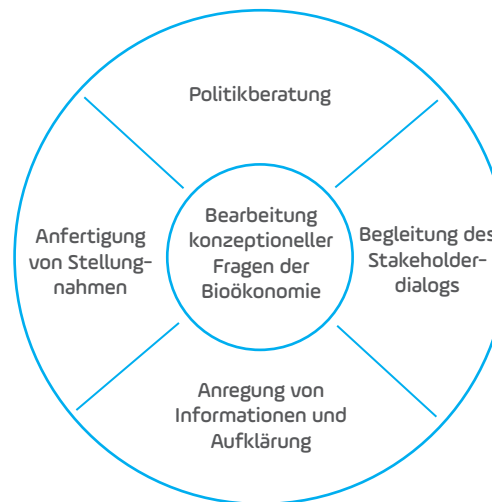 Politikberatung
Anfertigung
von Stellung-
nahmen
Bearbeitung
konzeptioneller
Fragen der
Bioökonomie
Begleitung des
Stakeholder-
dialogs
Anregung von
Informationen und
Aufklärung